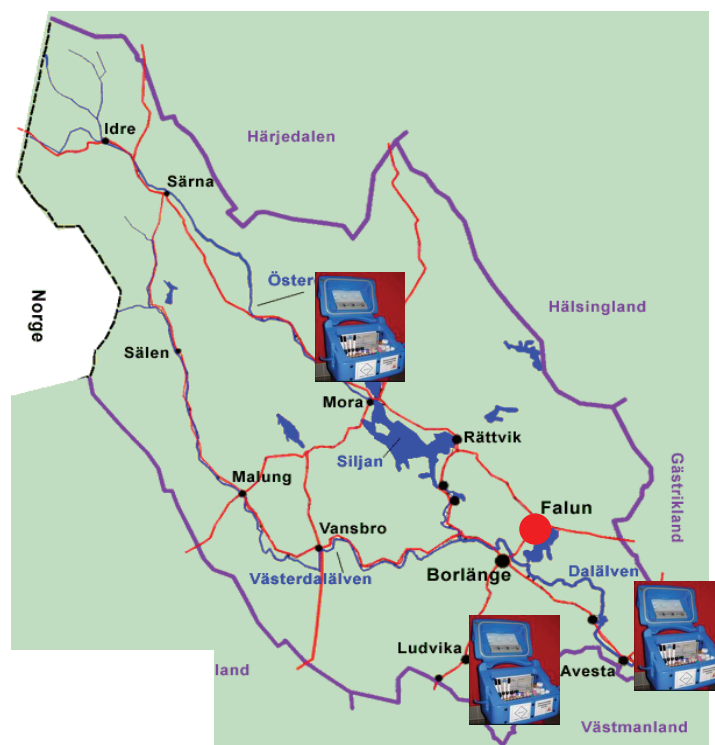 Idre
Härjedalen
Särna
Öster
Norge
Hälsingland
Sälen
Mora
Rättvik
Siljan
Gästrikland
Malung
Falun
Vansbro
Borlänge
Dalälven
Västerdalälven
Ludvika
Avesta
land
Västmanland